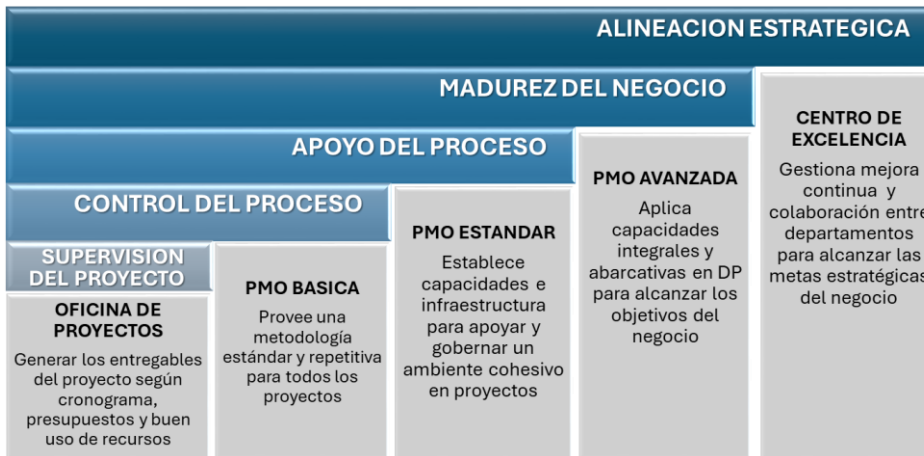 ALINEACION ESTRATEGICA
MADUREZ DEL NEGOCIO
APOYO DEL PROCESO
CONTROL DEL PROCESO
SUPERVISION
DEL PROYECTO
OFICINA DE
PROYECTOS
Generar los entregables
del proyecto según
cronograma,
presupuestos y buen
uso de recursos
PMO BASICA
Provee una
metodología
estándar y repetitiva
para todos los
proyectos
PMO ESTANDAR
Establece
capacidades e
infraestructura
para apoyar y
gobernar un
ambiente cohesivo
en proyectos
PMO AVANZADA
Aplica
capacidades
integrales y
abarcativas en DP
para alcanzar los
objetivos del
negocio
CENTRO DE
EXCELENCIA
Gestiona mejora
continua y
colaboración entre
departamentos
para alcanzar las
metas estratégicas
del negocio